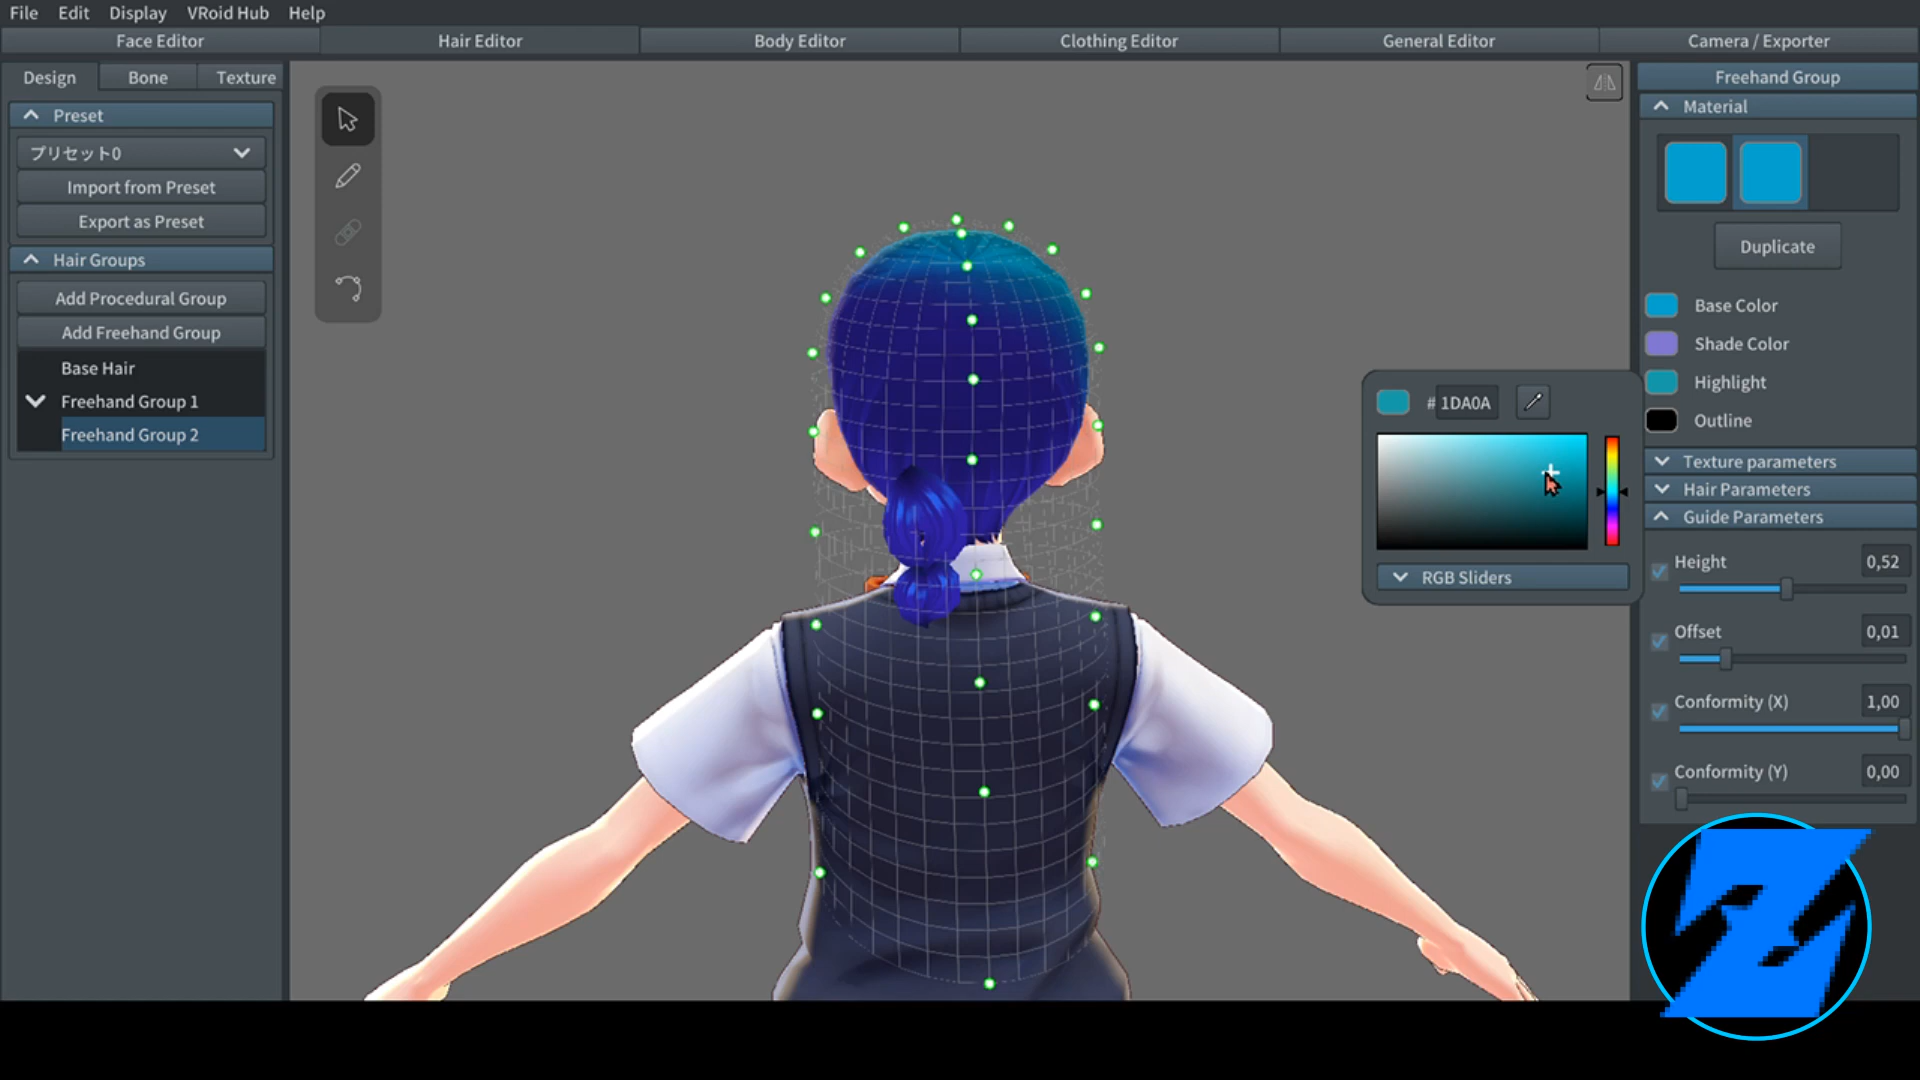 File Edit Display VRoid Hub Help
Face Editor Hair Editor Body Editor Clothing Editor General Editor Camera / Exporter
Design Bone Texture
Preset
プリセット0
Import from Preset
Export as Preset
Hair Groups
Add Procedural Group
Add Freehand Group
Base Hair
Freehand Group 1
Freehand Group 2
Freehand Group
Material
Duplicate
Base Color
Shade Color
Highlight
Outline
# 1DA0A
RGB Sliders
Texture parameters
Hair Parameters
Guide Parameters
Height 0,52
Offset 0,01
Conformity (X) 1,00
Conformity (Y) 0,00
Z